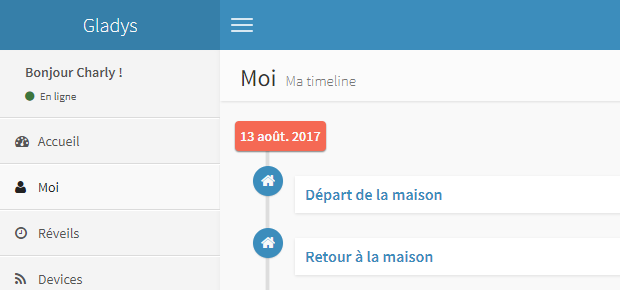 Gladys
Bonjour Charly !
En ligne
Accueil
Moi
Réveils
Devices
Moi Ma timeline
13 août. 2017
Départ de la maison
Retour à la maison